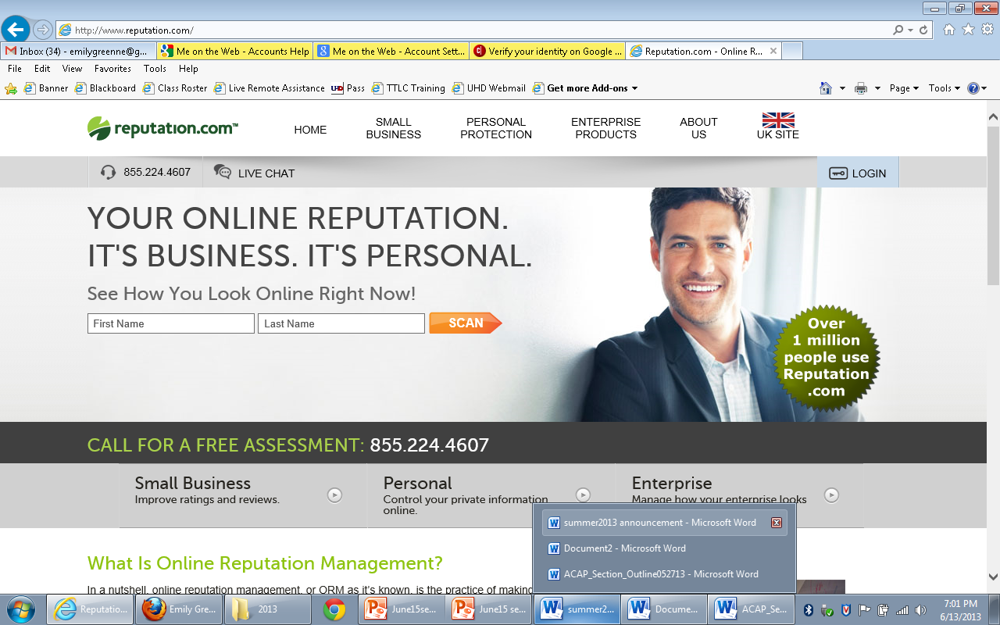 http://www.reputation.com/
Inbox (34) - emilygreenne@g...
Me on the Web - Accounts Help
Me on the Web - Account Sett...
Verify your identity on Google ...
Reputation.com - Online R...
File Edit View Favorites Tools Help
Banner Blackboard Class Roster Live Remote Assistance UHD Pass TTLC Training UHD Webmail Get more Add-ons Page Tools
reputation.com™
HOME
SMALL
BUSINESS
PERSONAL
PROTECTION
ENTERPRISE
PRODUCTS
ABOUT
US
UK SITE
855.224.4607
LIVE CHAT
LOGIN
YOUR ONLINE REPUTATION.
IT'S BUSINESS. IT'S PERSONAL.
See How You Look Online Right Now!
First Name
Last Name
SCAN
Over
1 million
people use
Reputation
.com
CALL FOR A FREE ASSESSMENT: 855.224.4607
Small Business
Improve ratings and reviews.
Personal
Control your private information
online.
Enterprise
Manage how your enterprise looks
summer2013 announcement - Microsoft Word
Document2 - Microsoft Word
ACAP_Section_Outline052713 - Microsoft Word
What Is Online Reputation Management?
In a nutshell, online reputation management, or ORM as it's known, is the practice of making
Reputatio...
Emily Gre...
2013
June15se...
June15 se...
summer2...
Docume...
ACAP_Se...
7:01 PM
6/13/2013